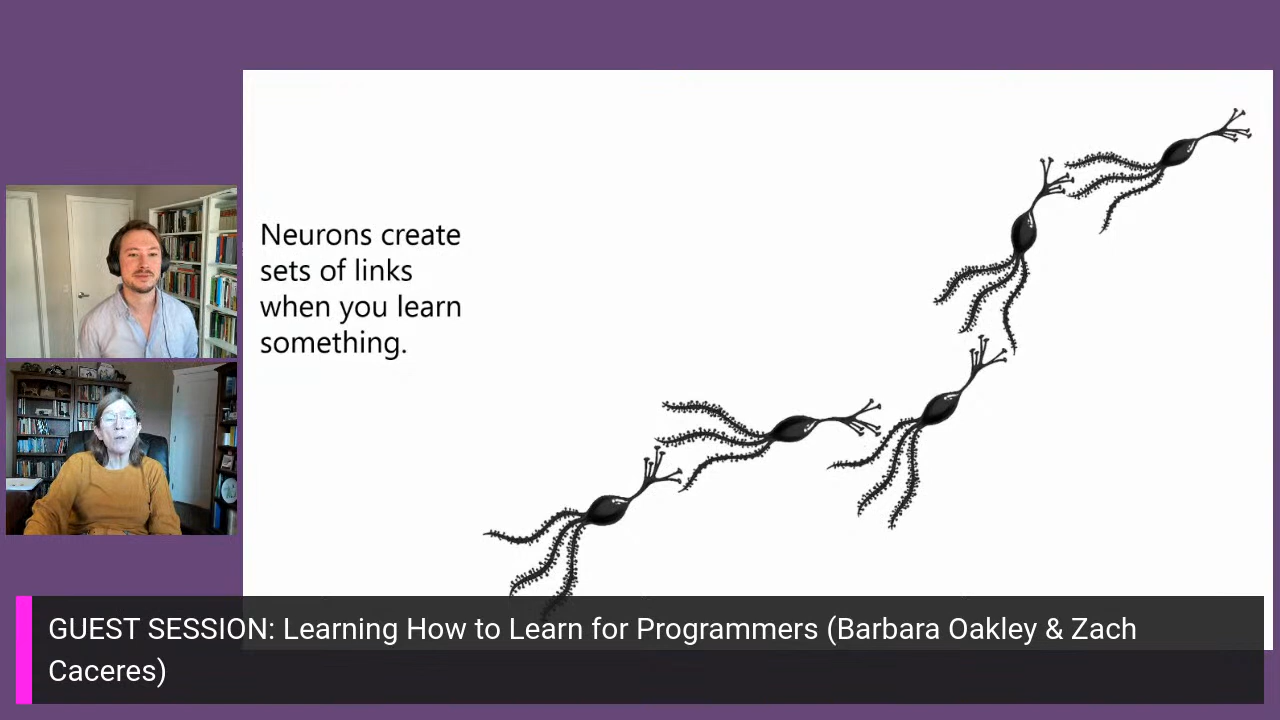 Neurons create
sets of links
when you learn
something.
GUEST SESSION: Learning How to Learn for Programmers (Barbara Oakley & Zach
Caceres)